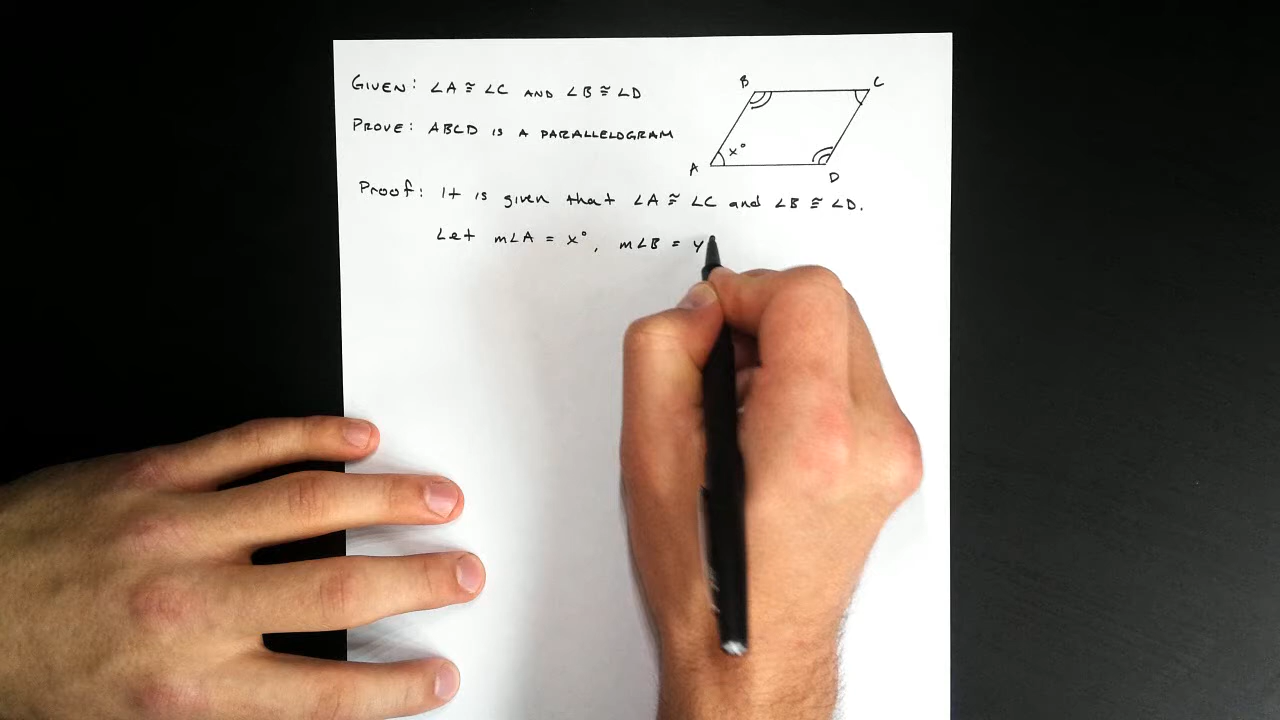 GIVEN: ∠A ≅ ∠C AND ∠B ≅ ∠D
PROVE: ABCD IS A PARALLELOGRAM
B
C
x°
A
D
Proof: It is given that ∠A ≅ ∠C and ∠B ≅ ∠D.
Let m∠A = x°, m∠B = y